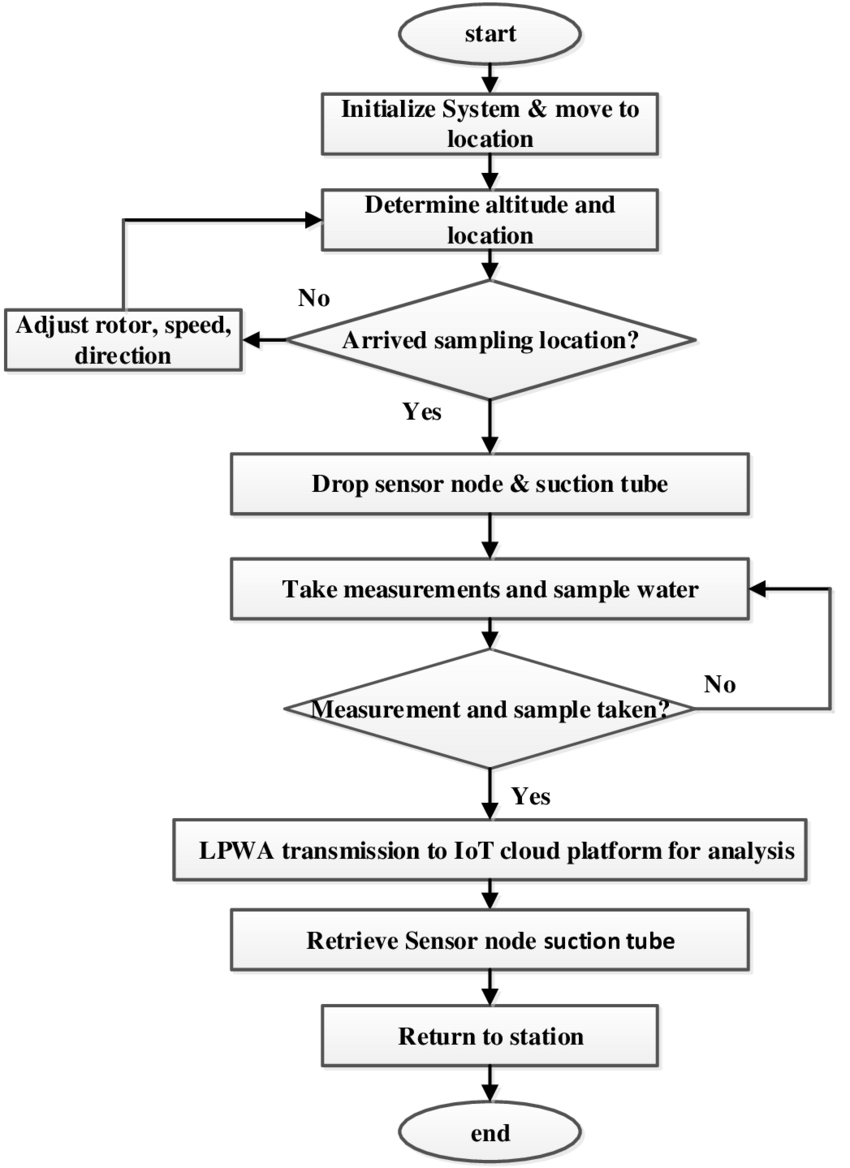 start
Initialize System & move to
location
Determine altitude and
location
No
Arrived sampling location?
Adjust rotor, speed,
direction
Yes
Drop sensor node & suction tube
Take measurements and sample water
No
Measurement and sample taken?
Yes
LPWA transmission to IoT cloud platform for analysis
Retrieve Sensor node suction tube
Return to station
end